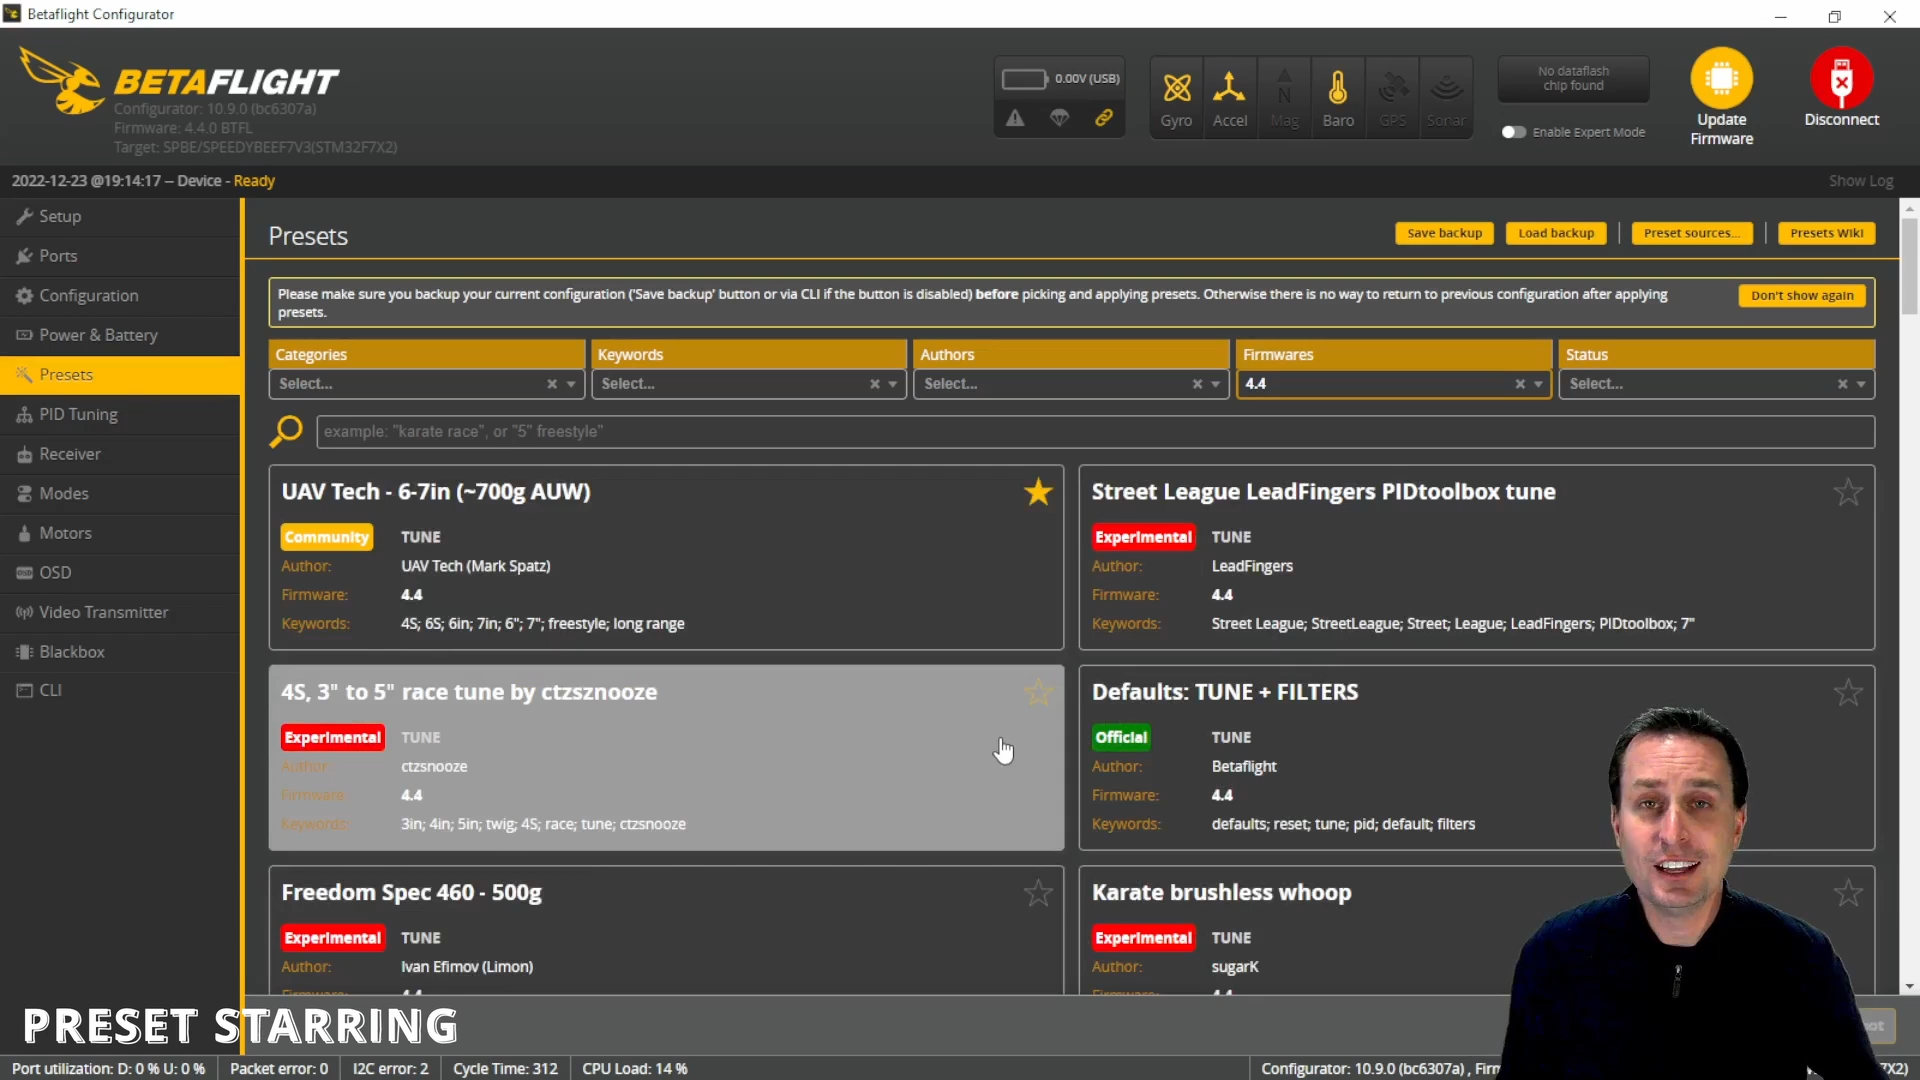 Betaflight Configurator
BETAFLIGHT
Configurator: 10.9.0 (bc6307a)
Firmware: 4.4.0 BTFL
Target: SPBE/SPEEDYBEEF7V3(STM32F7X2)
0.00V (USB)
Gyro
Accel
Mag
Baro
GPS
Sonar
No dataflash
chip found
Enable Expert Mode
Update
Firmware
Disconnect
2022-12-23 @19:14:17 -- Device - Ready
Show Log
Setup
Ports
Configuration
Power & Battery
Presets
PID Tuning
Receiver
Modes
Motors
OSD
Video Transmitter
Blackbox
CLI
Presets
Save backup
Load backup
Preset sources...
Presets Wiki
Please make sure you backup your current configuration ('Save backup' button or via CLI if the button is disabled) before picking and applying presets. Otherwise there is no way to return to previous configuration after applying
presets.
Don't show again
Categories
Keywords
Authors
Firmwares
Status
Select...
Select...
Select...
4.4
Select...
example: "karate race", or "5" freestyle"
UAV Tech - 6-7in (~700g AUW)
Community TUNE
Author: UAV Tech (Mark Spatz)
Firmware: 4.4
Keywords: 4S; 6S; 6in; 7in; 6"; 7"; freestyle; long range
Street League LeadFingers PIDtoolbox tune
Experimental TUNE
Author: LeadFingers
Firmware: 4.4
Keywords: Street League; StreetLeague; Street; League; LeadFingers; PIDtoolbox; 7"
4S, 3" to 5" race tune by ctzsznooze
Experimental TUNE
Author: ctzsnooze
Firmware: 4.4
Keywords: 3in; 4in; 5in; twig; 4S; race; tune; ctzsnooze
Defaults: TUNE + FILTERS
Official TUNE
Author: Betaflight
Firmware: 4.4
Keywords: defaults; reset; tune; pid; default; filters
Freedom Spec 460 - 500g
Experimental TUNE
Author: Ivan Efimov (Limon)
Firmware: 4.4
Karate brushless whoop
Experimental TUNE
Author: sugarK
Firmware: 4.4
PRESET STARRING
Port utilization: D: 0 % U: 0 %
Packet error: 0
I2C error: 2
Cycle Time: 312
CPU Load: 14 %
Configurator: 10.9.0 (bc6307a) , Firm
7X2)